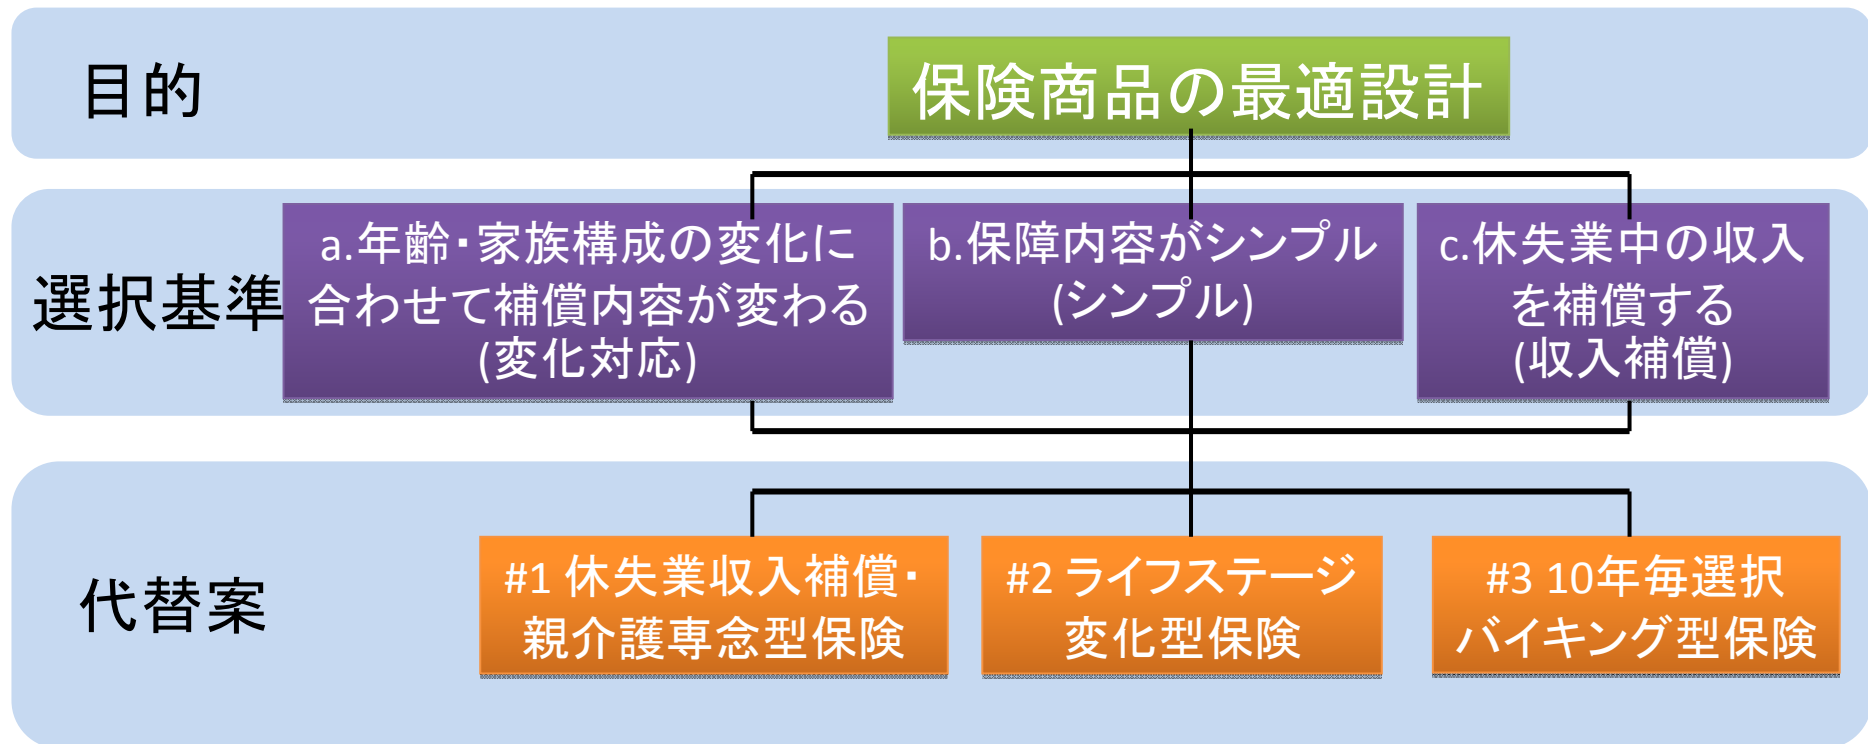 目的
保険商品の最適設計
選択基準
a.年齢・家族構成の変化に
合わせて補償内容が変わる
(変化対応)
b.保障内容がシンプル
(シンプル)
c.休失業中の収入
を補償する
(収入補償)
代替案
#1 休失業収入補償・
親介護専念型保険
#2 ライフステージ
変化型保険
#3 10年毎選択
バイキング型保険